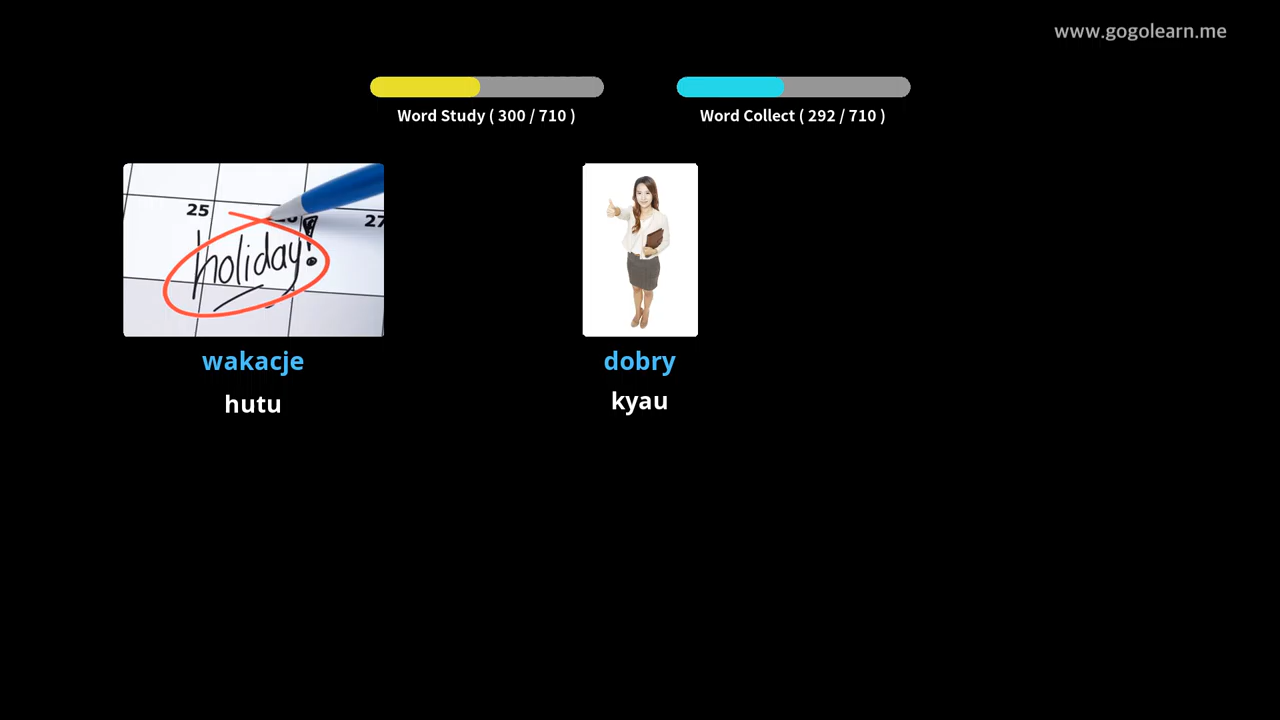 www.gogolearn.me
Word Study ( 300 / 710 )
Word Collect ( 292 / 710 )
25
27
holiday!
wakacje
dobry
hutu
kyau